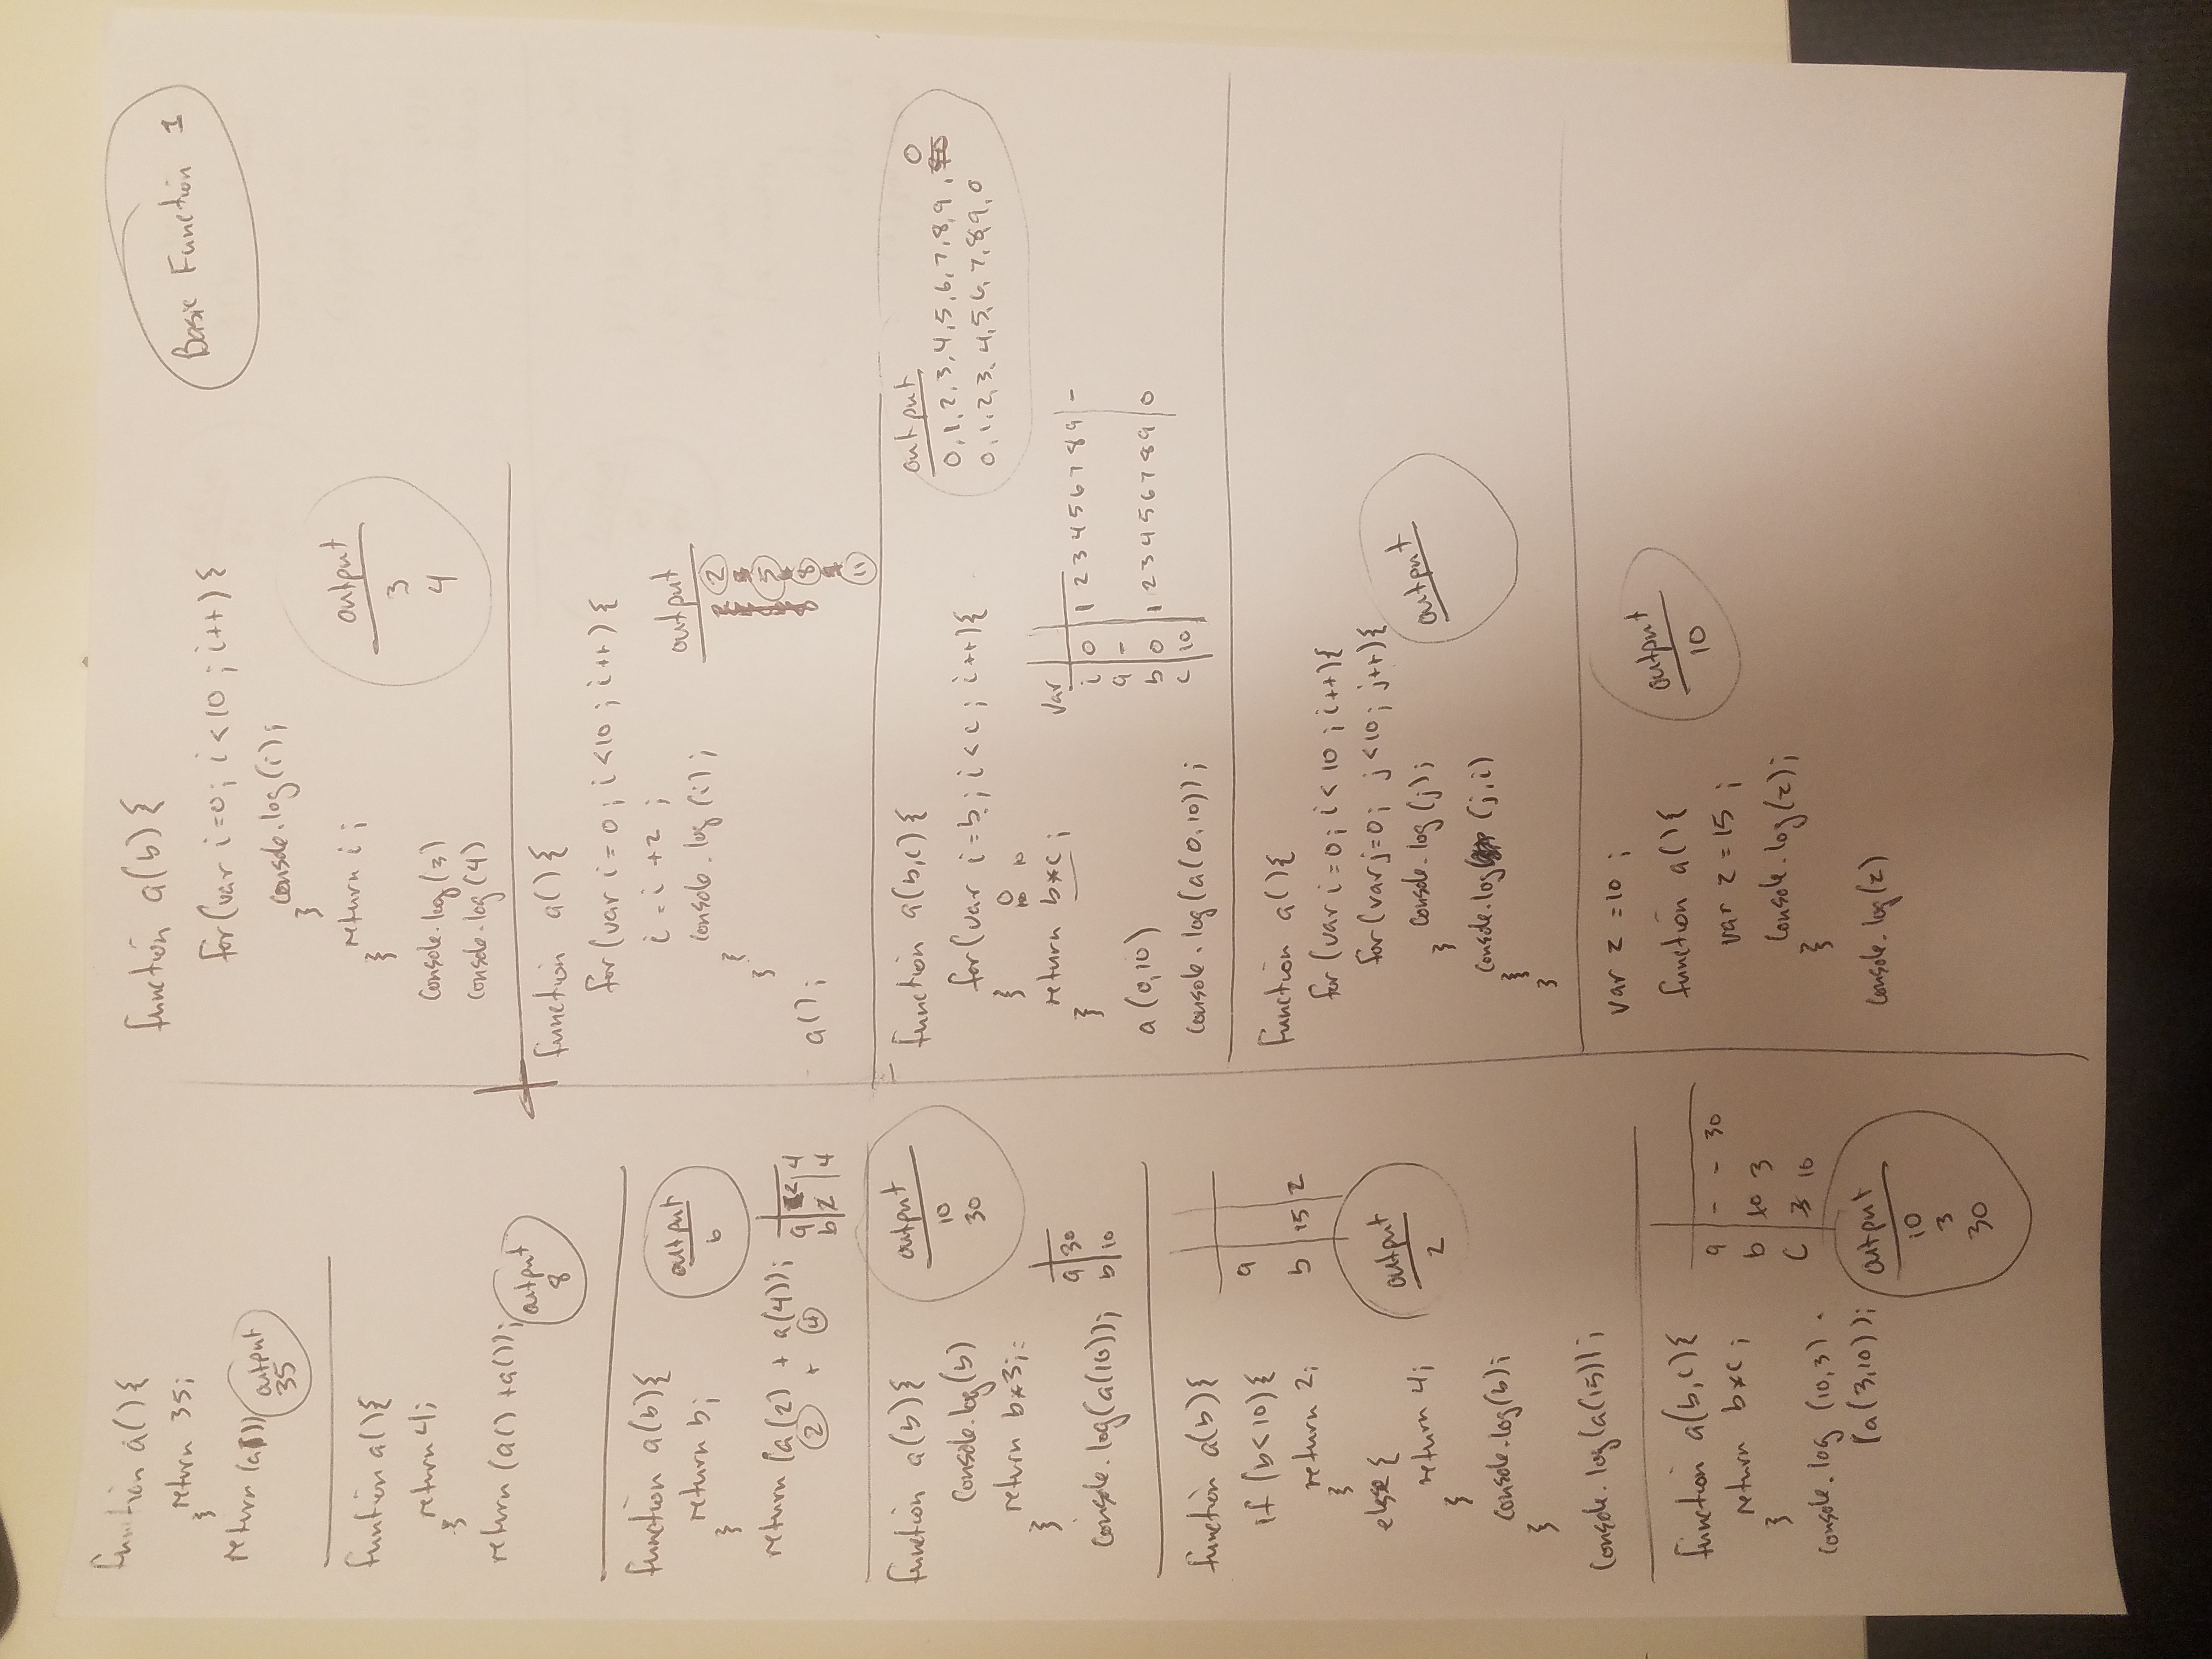 function a(){
return 35;
}
return (a())
output
35
funtion a(){
return 4;
}
return (a() + a());
output
8
function a(b){
return b;
}
return (a(2) + a(4));
2 + 4
output
6
a 2 4
b 2 4
function a(b){
console.log(b)
return b*3;
}
console.log(a(10));
output
10
30
a 30
b 10
function a(b){
if (b<10){
return 2;
}
else {
return 4;
}
console.log(b);
}
console.log(a(15));
a
b 15 2
output
2
function a(b,c){
return b*c;
}
console.log (10,3) .
(a(3,10));
a - - 30
b 10 3
c 3 10
output
10
3
30
Basic Function 1
function a(b){
for(var i=0; i<10; i++){
console.log(i);
}
return i;
}
console.log(3)
console.log(4)
output
3
4
function a(){
for(var i=0; i<10; i++){
i = i +2;
console.log(i);
}
}
a();
output
2
5
8
11
function a(b,c){
for(var i=b; i<c; i++){
}
0
10 10
return b*c;
}
a(0,10)
console.log(a(0,10));
output
0
0,1,2,3,4,5,6,7,8,9,
0,1,2,3,4,5,6,7,8,9,0
var
i 0 1 2 3 4 5 6 7 8 9 -
a -
b 0 1 2 3 4 5 6 7 8 9 0
c 10
function a(){
for(var i=0; i<10; i++){
for(var j=0; j<10; j++){
console.log(j);
}
console.log (j,i)
}
}
output
var z=10;
function a(){
var z=15;
console.log(z);
}
console.log(z)
output
10